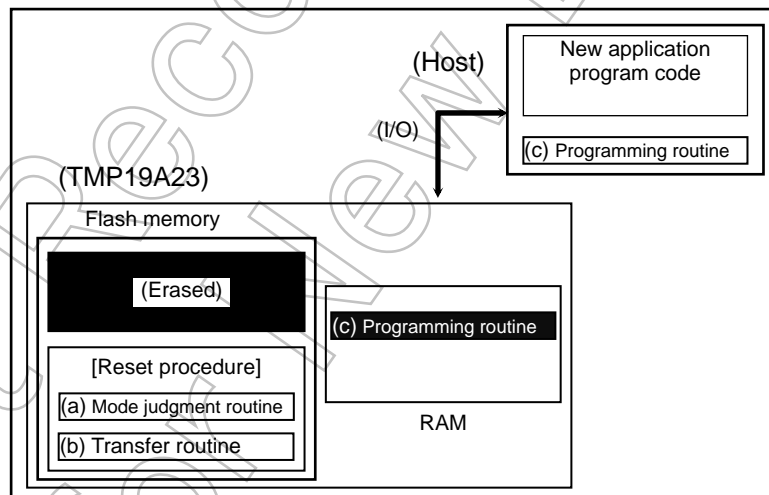 New application
program code
(Host)
(I/O)
(c) Programming routine
(TMP19A23)
Flash memory
(Erased)
(c) Programming routine
[Reset procedure]
(a) Mode judgment routine
(b) Transfer routine
RAM